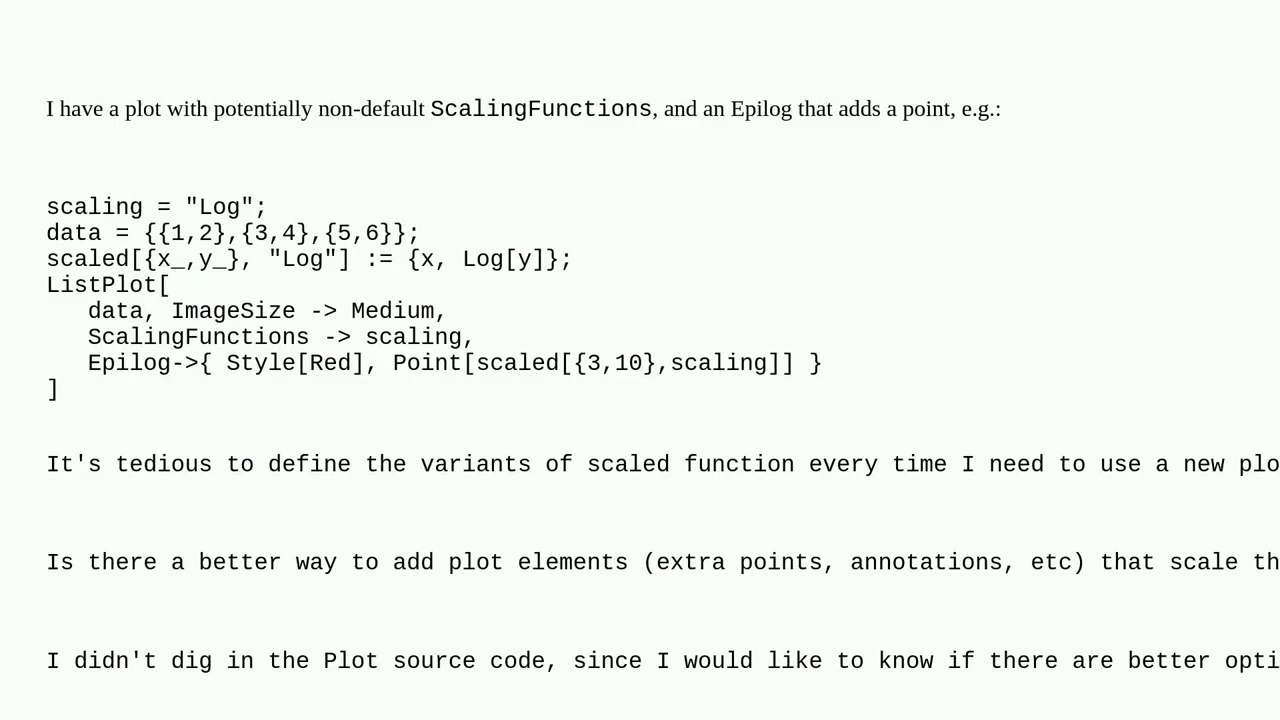 I have a plot with potentially non-default ScalingFunctions, and an Epilog that adds a point, e.g.:
scaling = "Log";
data = {{1,2},{3,4},{5,6}};
scaled[{x_,y_}, "Log"] := {x, Log[y]};
ListPlot[
   data, ImageSize -> Medium,
   ScalingFunctions -> scaling,
   Epilog->{ Style[Red], Point[scaled[{3,10},scaling]] }
]
It's tedious to define the variants of scaled function every time I need to use a new plo
Is there a better way to add plot elements (extra points, annotations, etc) that scale th
I didn't dig in the Plot source code, since I would like to know if there are better opti